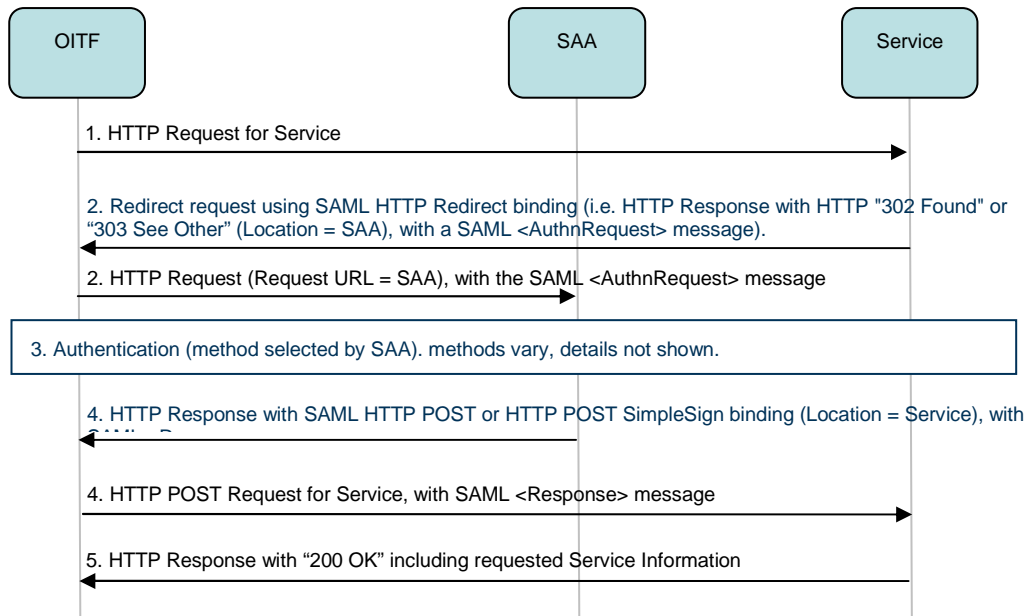 OITF
SAA
Service
1. HTTP Request for Service
2. Redirect request using SAML HTTP Redirect binding (i.e. HTTP Response with HTTP "302 Found" or
“303 See Other” (Location = SAA), with a SAML <AuthnRequest> message).
2. HTTP Request (Request URL = SAA), with the SAML <AuthnRequest> message
3. Authentication (method selected by SAA). methods vary, details not shown.
4. HTTP Response with SAML HTTP POST or HTTP POST SimpleSign binding (Location = Service), with
4. HTTP POST Request for Service, with SAML <Response> message
5. HTTP Response with “200 OK” including requested Service Information